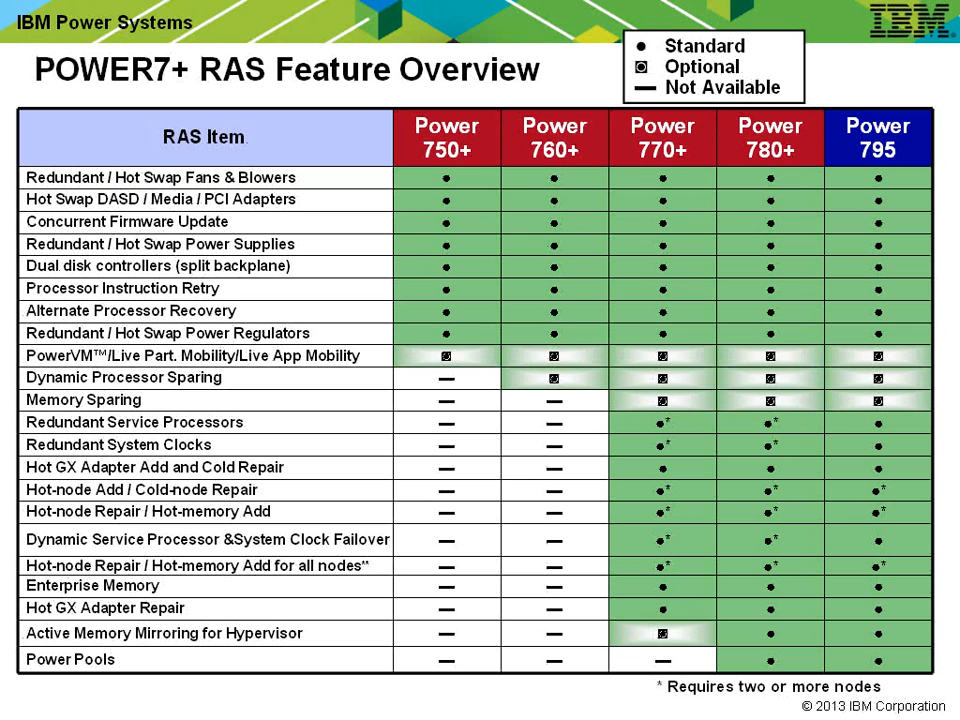 IBM Power Systems
IBM.
POWER7+ RAS Feature Overview
● Standard
◙ Optional
— Not Available
RAS Item Power 750+ Power 760+ Power 770+ Power 780+ Power 795
Redundant / Hot Swap Fans & Blowers ● ● ● ● ●
Hot Swap DASD / Media / PCI Adapters ● ● ● ● ●
Concurrent Firmware Update ● ● ● ● ●
Redundant / Hot Swap Power Supplies ● ● ● ● ●
Dual disk controllers (split backplane) ● ● ● ● ●
Processor Instruction Retry ● ● ● ● ●
Alternate Processor Recovery ● ● ● ● ●
Redundant / Hot Swap Power Regulators ● ● ● ● ●
PowerVM™/Live Part. Mobility/Live App Mobility ◙ ◙ ◙ ◙ ◙
Dynamic Processor Sparing — ◙ ◙ ◙ ◙
Memory Sparing — — ◙ ◙ ◙
Redundant Service Processors — — ●* ●* ●
Redundant System Clocks — — ●* ●* ●
Hot GX Adapter Add and Cold Repair — — ● ● ●
Hot-node Add / Cold-node Repair — — ●* ●* ●*
Hot-node Repair / Hot-memory Add — — ●* ●* ●*
Dynamic Service Processor &System Clock Failover — — ●* ●* ●
Hot-node Repair / Hot-memory Add for all nodes** — — ●* ●* ●*
Enterprise Memory — — ● ● ●
Hot GX Adapter Repair — — ● ● ●
Active Memory Mirroring for Hypervisor — — ◙ ● ●
Power Pools — — — ● ●
* Requires two or more nodes
© 2013 IBM Corporation